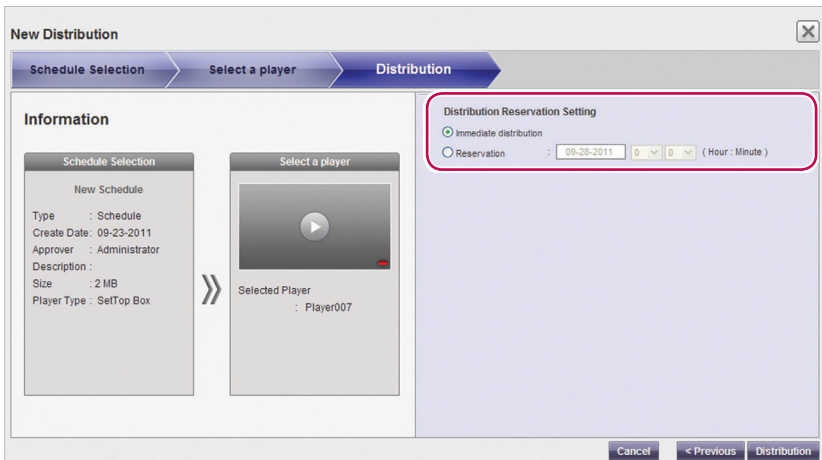 New Distribution
Schedule Selection
Select a player
Distribution
Information
Schedule Selection
New Schedule
Type : Schedule
Create Date : 09-23-2011
Approver : Administrator
Description :
Size : 2 MB
Player Type : SetTop Box
Select a player
Selected Player
: Player007
Distribution Reservation Setting
Immediate distribution
Reservation : 09-28-2011 0 0 ( Hour : Minute )
Cancel
< Previous
Distribution